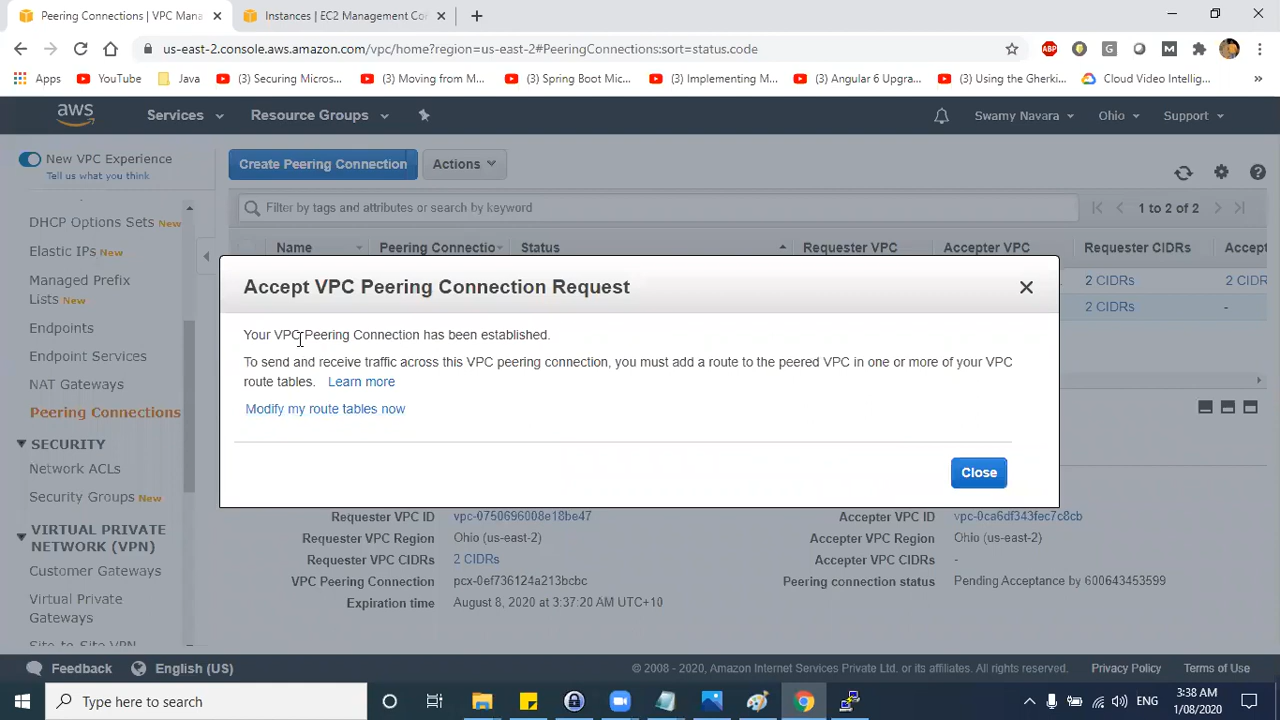 Peering Connections | VPC Mana
Instances | EC2 Management Con
us-east-2.console.aws.amazon.com/vpc/home?region=us-east-2#PeeringConnections:sort=status.code
Apps
YouTube
Java
(3) Securing Micros...
(3) Moving from M...
(3) Spring Boot Mic...
(3) Implementing M...
(3) Angular 6 Upgra...
(3) Using the Gherki...
Cloud Video Intellig...
aws
Services
Resource Groups
Swamy Navara
Ohio
Support
New VPC Experience
Tell us what you think
Create Peering Connection
Actions
Filter by tags and attributes or search by keyword
1 to 2 of 2
DHCP Options Sets New
Elastic IPs New
Managed Prefix
Lists New
Endpoints
Endpoint Services
NAT Gateways
Peering Connections
SECURITY
Network ACLs
Security Groups New
VIRTUAL PRIVATE
NETWORK (VPN)
Customer Gateways
Virtual Private
Gateways
Site-to-Site VPN
Name
Peering Connectio
Status
Requester VPC
Accepter VPC
Requester CIDRs
Accept
2 CIDRs
2 CIDR
2 CIDRs
-
Accept VPC Peering Connection Request
Your VPC Peering Connection has been established.
To send and receive traffic across this VPC peering connection, you must add a route to the peered VPC in one or more of your VPC
route tables. Learn more
Modify my route tables now
Close
Requester VPC ID vpc-0750696008e18be47
Accepter VPC ID vpc-0ca6df343fec7c8cb
Requester VPC Region Ohio (us-east-2)
Accepter VPC Region Ohio (us-east-2)
Requester VPC CIDRs 2 CIDRs
Accepter VPC CIDRs -
VPC Peering Connection pcx-0ef736124a213bcbc
Peering connection status Pending Acceptance by 600643453599
Expiration time August 8, 2020 at 3:37:20 AM UTC+10
Feedback
English (US)
© 2008 - 2020, Amazon Internet Services Private Ltd. or its affiliates. All rights reserved.
Privacy Policy
Terms of Use
Type here to search
ENG
3:38 AM
1/08/2020